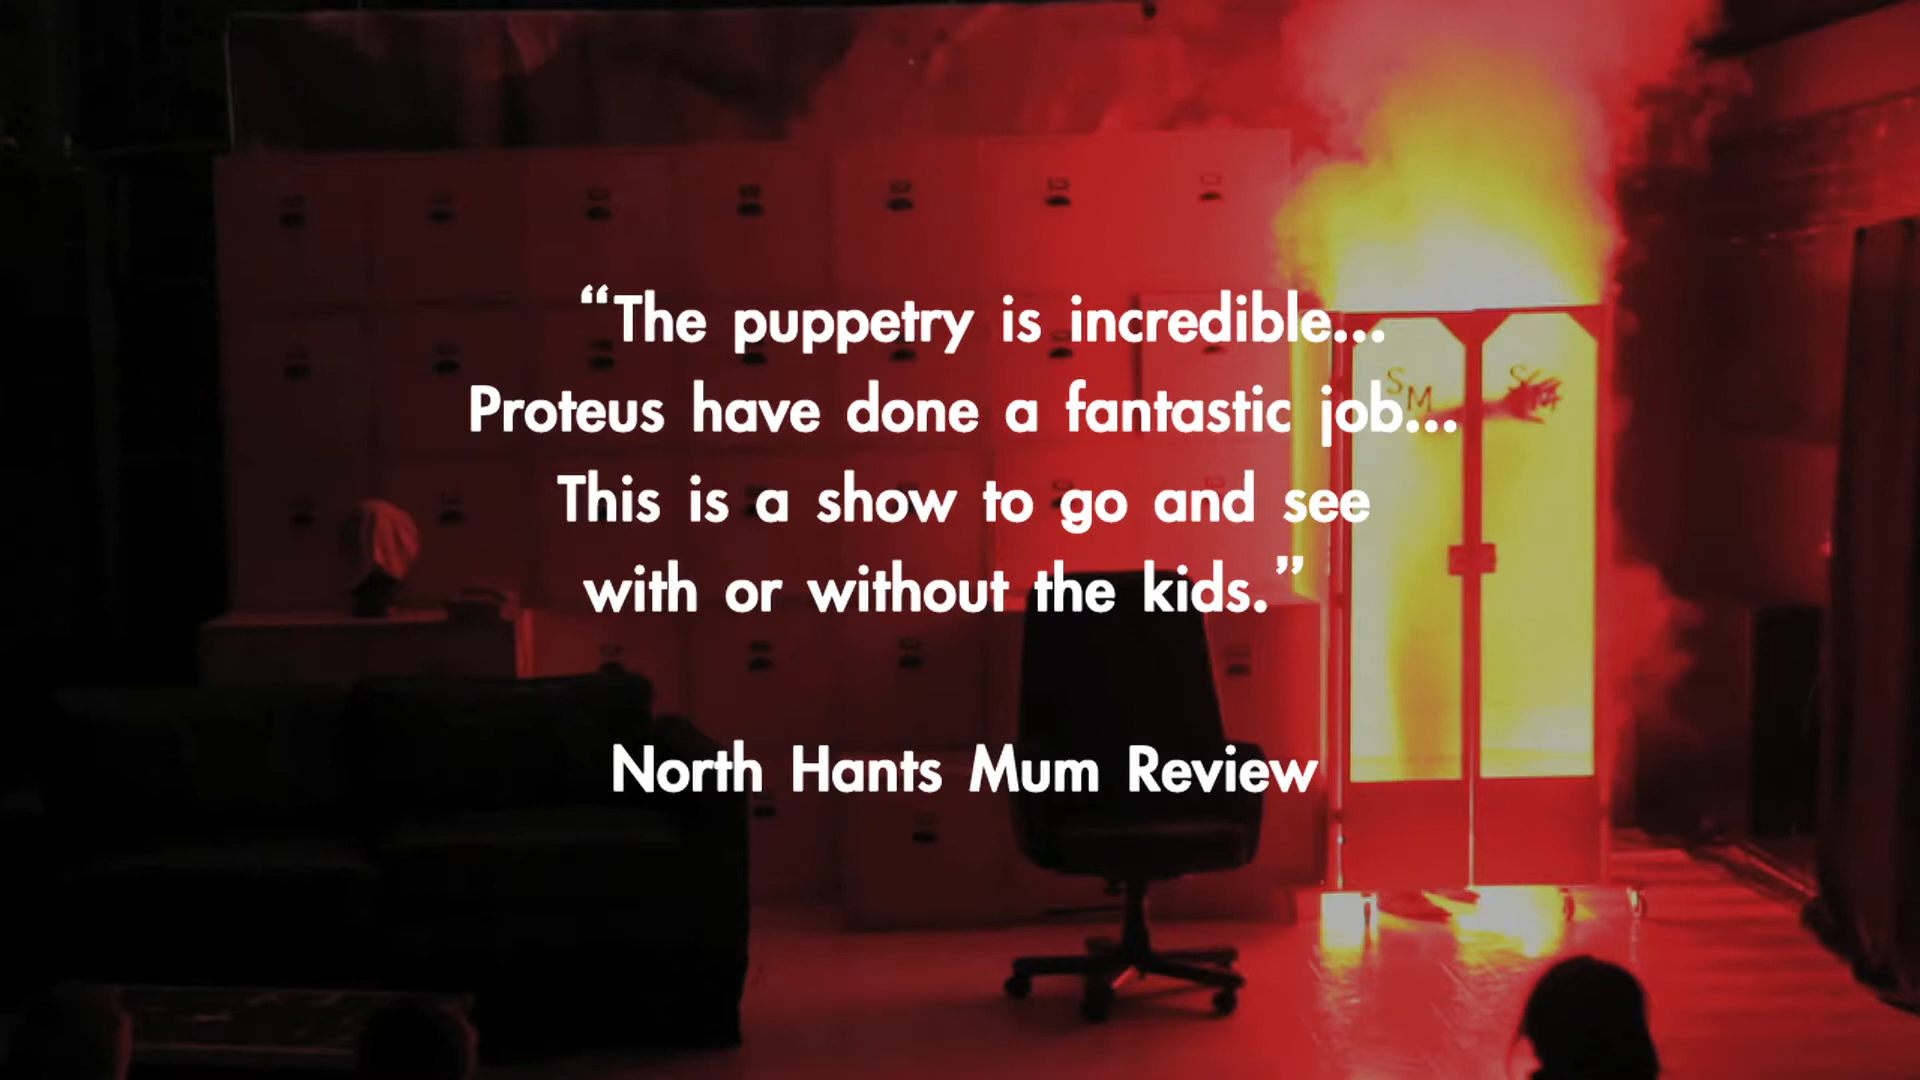 “The puppetry is incredible...
Proteus have done a fantastic job...
This is a show to go and see
with or without the kids.”
North Hants Mum Review
S M
S M